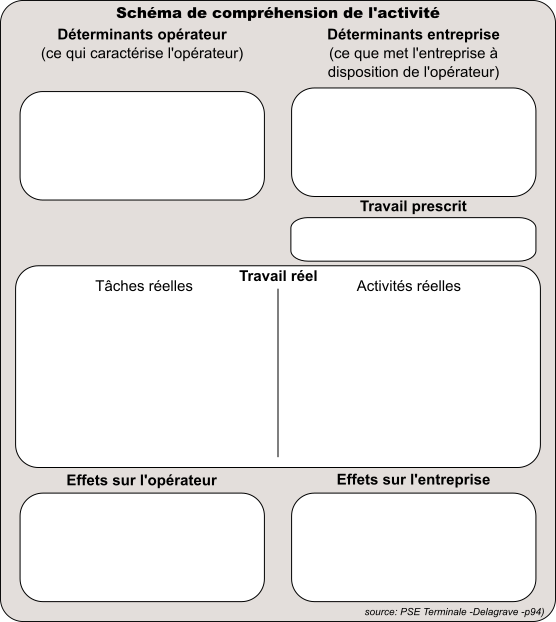 Schéma de compréhension de l'activité
Déterminants opérateur
(ce qui caractérise l'opérateur)
Déterminants entreprise
(ce que met l'entreprise à
disposition de l'opérateur)
Travail prescrit
Travail réel
Tâches réelles
Activités réelles
Effets sur l'opérateur
Effets sur l'entreprise
source: PSE Terminale -Delagrave -p94)